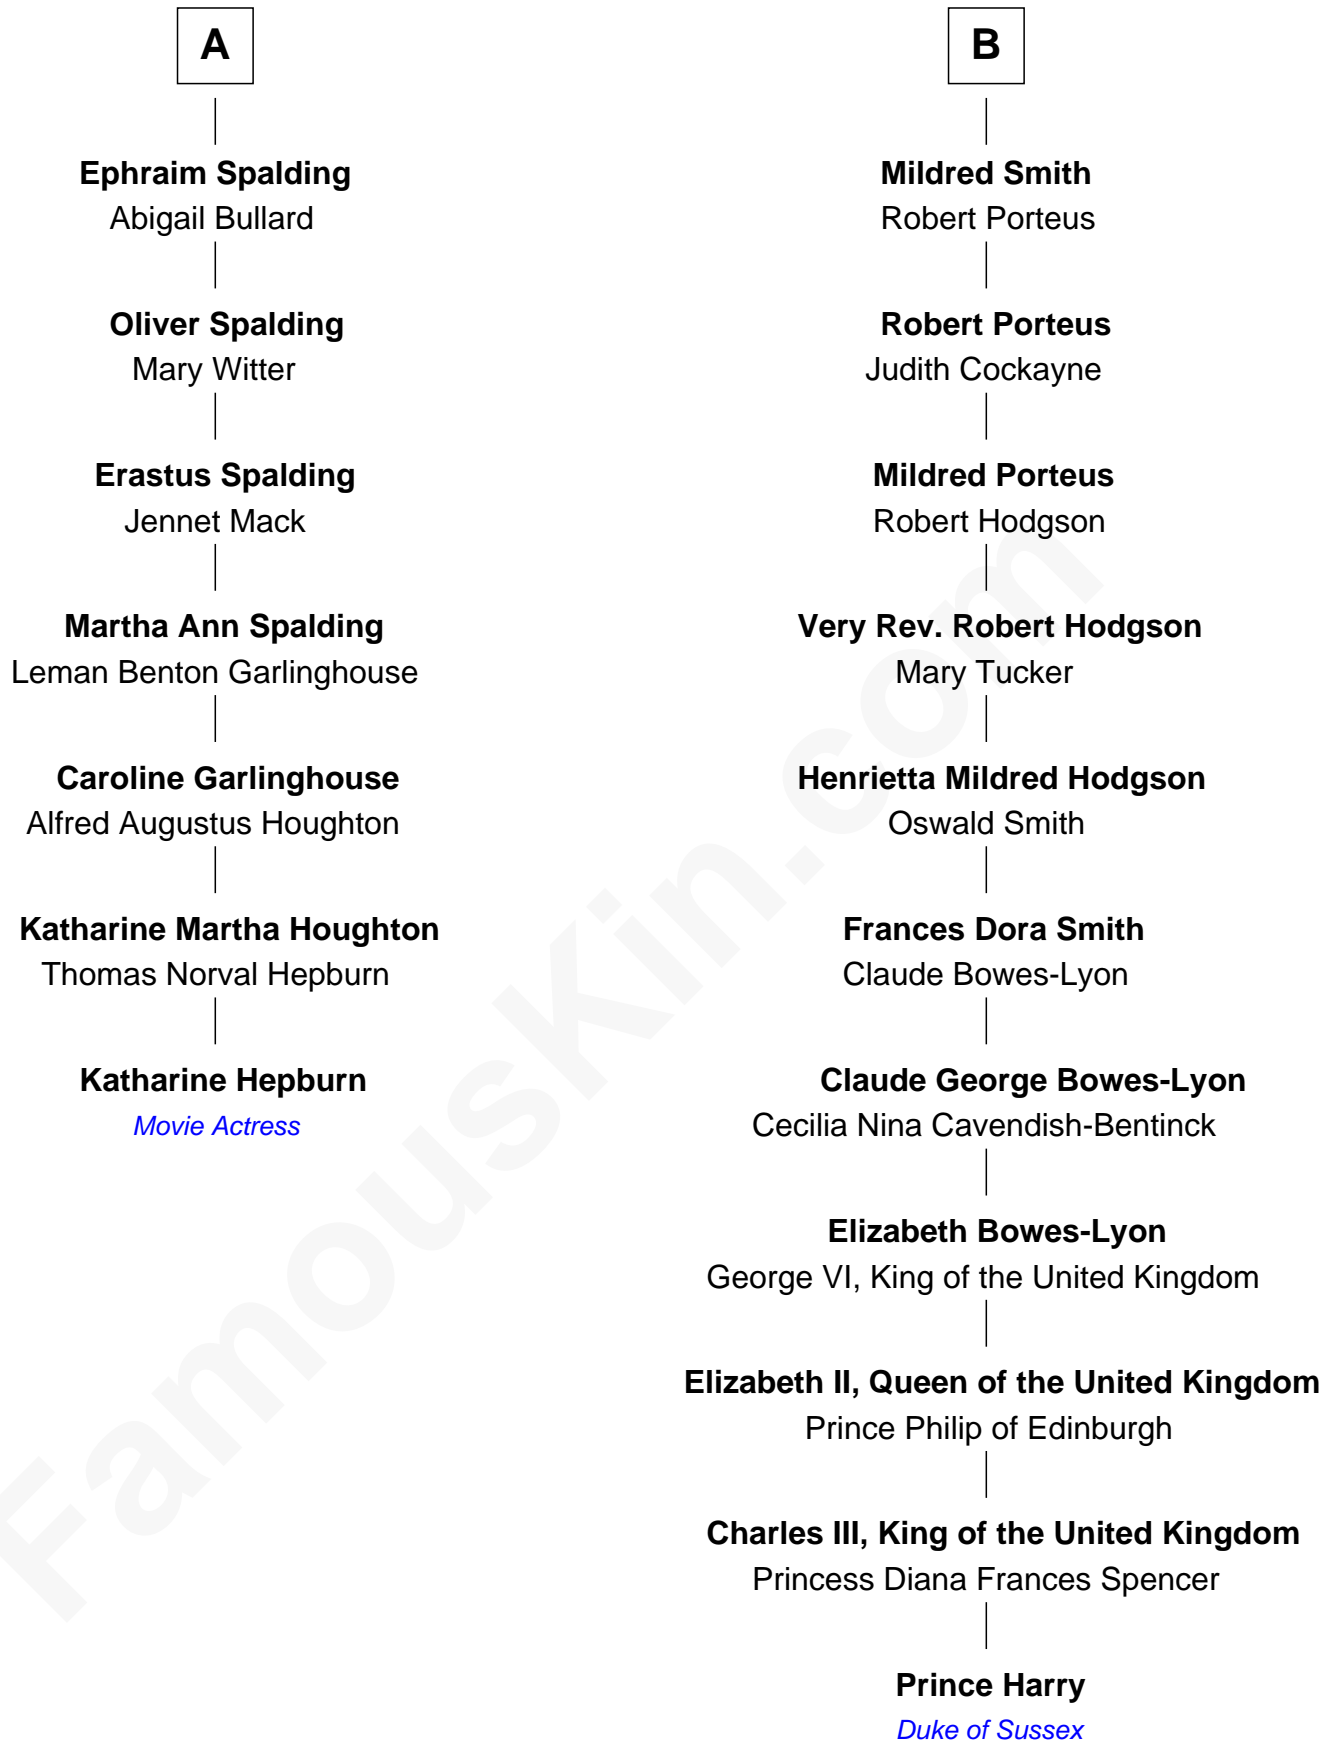 A
Ephraim Spalding
Abigail Bullard
Oliver Spalding
Mary Witter
Erastus Spalding
Jennet Mack
Martha Ann Spalding
Leman Benton Garlinghouse
Caroline Garlinghouse
Alfred Augustus Houghton
Katharine Martha Houghton
Thomas Norval Hepburn
Katharine Hepburn
Movie Actress
B
Mildred Smith
Robert Porteus
Robert Porteus
Judith Cockayne
Mildred Porteus
Robert Hodgson
Very Rev. Robert Hodgson
Mary Tucker
Henrietta Mildred Hodgson
Oswald Smith
Frances Dora Smith
Claude Bowes-Lyon
Claude George Bowes-Lyon
Cecilia Nina Cavendish-Bentinck
Elizabeth Bowes-Lyon
George VI, King of the United Kingdom
Elizabeth II, Queen of the United Kingdom
Prince Philip of Edinburgh
Charles III, King of the United Kingdom
Princess Diana Frances Spencer
Prince Harry
Duke of Sussex
FamousKin.com